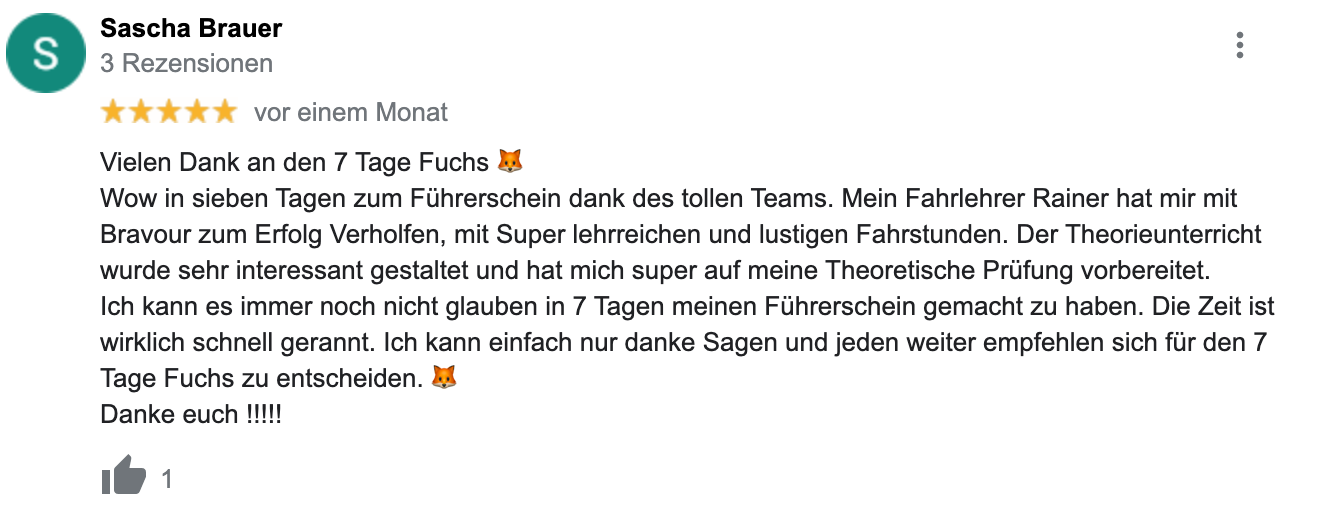 S
Sascha Brauer
3 Rezensionen
vor einem Monat
Vielen Dank an den 7 Tage Fuchs 🦊
Wow in sieben Tagen zum Führerschein dank des tollen Teams. Mein Fahrlehrer Rainer hat mir mit
Bravour zum Erfolg Verholfen, mit Super lehrreichen und lustigen Fahrstunden. Der Theorieunterricht
wurde sehr interessant gestaltet und hat mich super auf meine Theoretische Prüfung vorbereitet.
Ich kann es immer noch nicht glauben in 7 Tagen meinen Führerschein gemacht zu haben. Die Zeit ist
wirklich schnell gerannt. Ich kann einfach nur danke Sagen und jeden weiter empfehlen sich für den 7
Tage Fuchs zu entscheiden. 🦊
Danke euch !!!!!
1